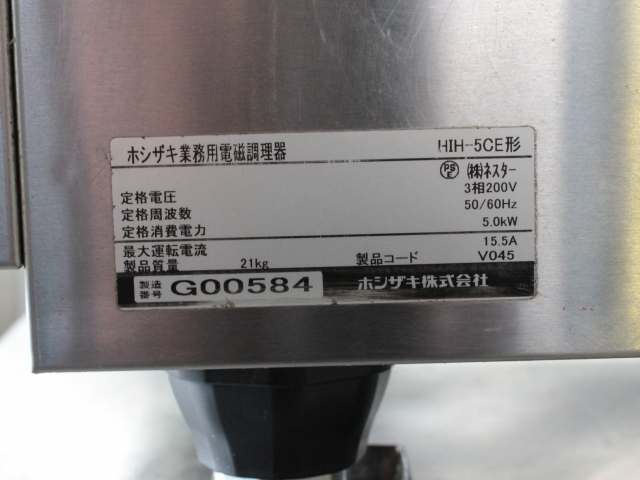 ホシザキ業務用電磁調理器 HIH-5CE形
PSE (株)ネスター
定格電圧 3相200V
定格周波数 50/60Hz
定格消費電力 5.0kW
最大運転電流 15.5A
製品質量 21kg 製品コード V045
製造番号 G00584 ホシザキ株式会社